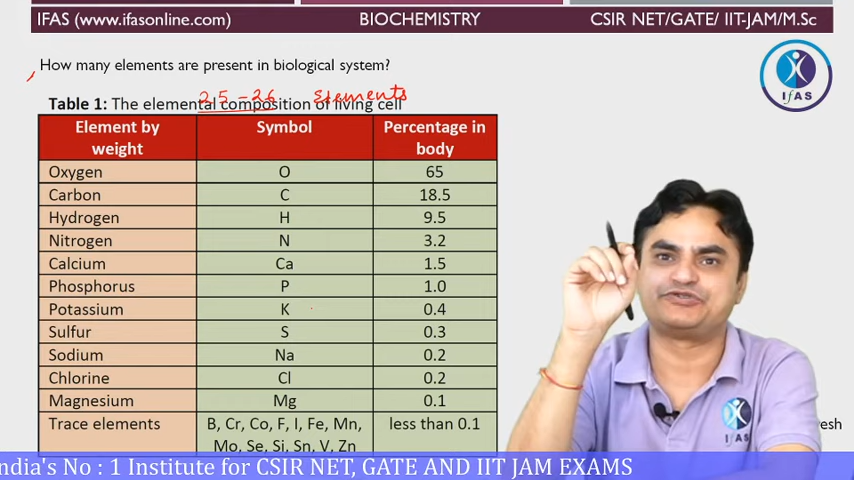 IFAS (www.ifasonline.com) BIOCHEMISTRY CSIR NET/GATE/ IIT-JAM/M.Sc
How many elements are present in biological system?
25-26 elements
Table 1: The elemental composition of living cell
Element by weight Symbol Percentage in body
Oxygen O 65
Carbon C 18.5
Hydrogen H 9.5
Nitrogen N 3.2
Calcium Ca 1.5
Phosphorus P 1.0
Potassium K 0.4
Sulfur S 0.3
Sodium Na 0.2
Chlorine Cl 0.2
Magnesium Mg 0.1
Trace elements B, Cr, Co, F, I, Fe, Mn, less than 0.1
Mo, Se, Si, Sn, V, Zn
IFAS
IFAS
ndia's No : 1 Institute for CSIR NET, GATE AND IIT JAM EXAMS